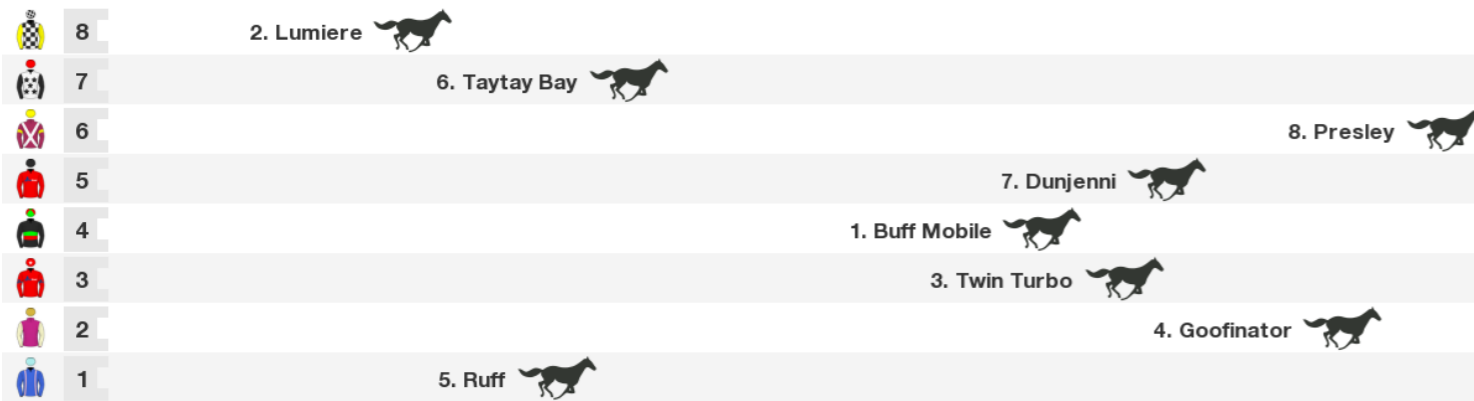 8 2. Lumiere
7 6. Taytay Bay
6 8. Presley
5 7. Dunjenni
4 1. Buff Mobile
3 3. Twin Turbo
2 4. Goofinator
1 5. Ruff